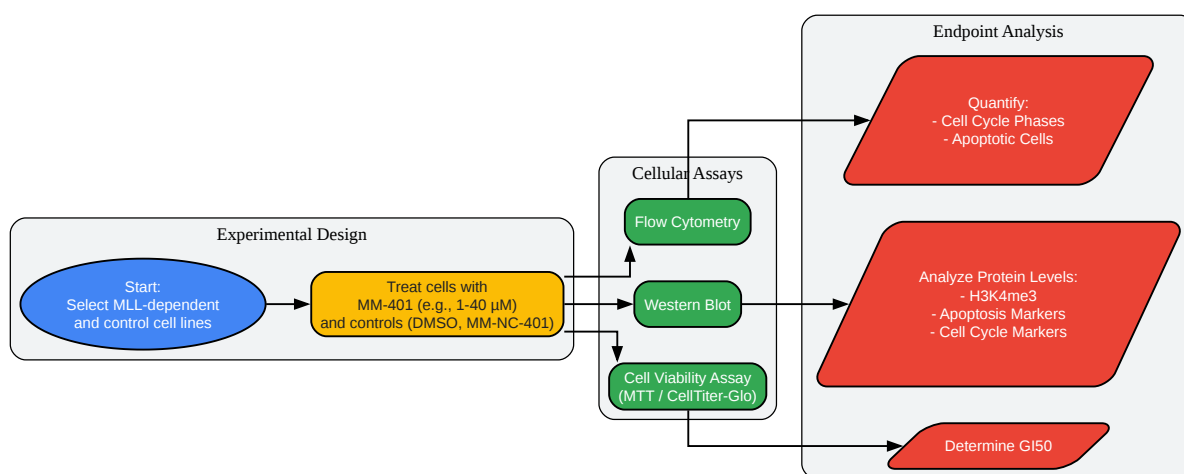 Experimental Design
Start:
Select MLL-dependent
and control cell lines
Treat cells with
MM-401 (e.g., 1-40 µM)
and controls (DMSO, MM-NC-401)
Cellular Assays
Flow Cytometry
Western Blot
Cell Viability Assay
(MTT / CellTiter-Glo)
Endpoint Analysis
Quantify:
- Cell Cycle Phases
- Apoptotic Cells
Analyze Protein Levels:
- H3K4me3
- Apoptosis Markers
- Cell Cycle Markers
Determine GI50